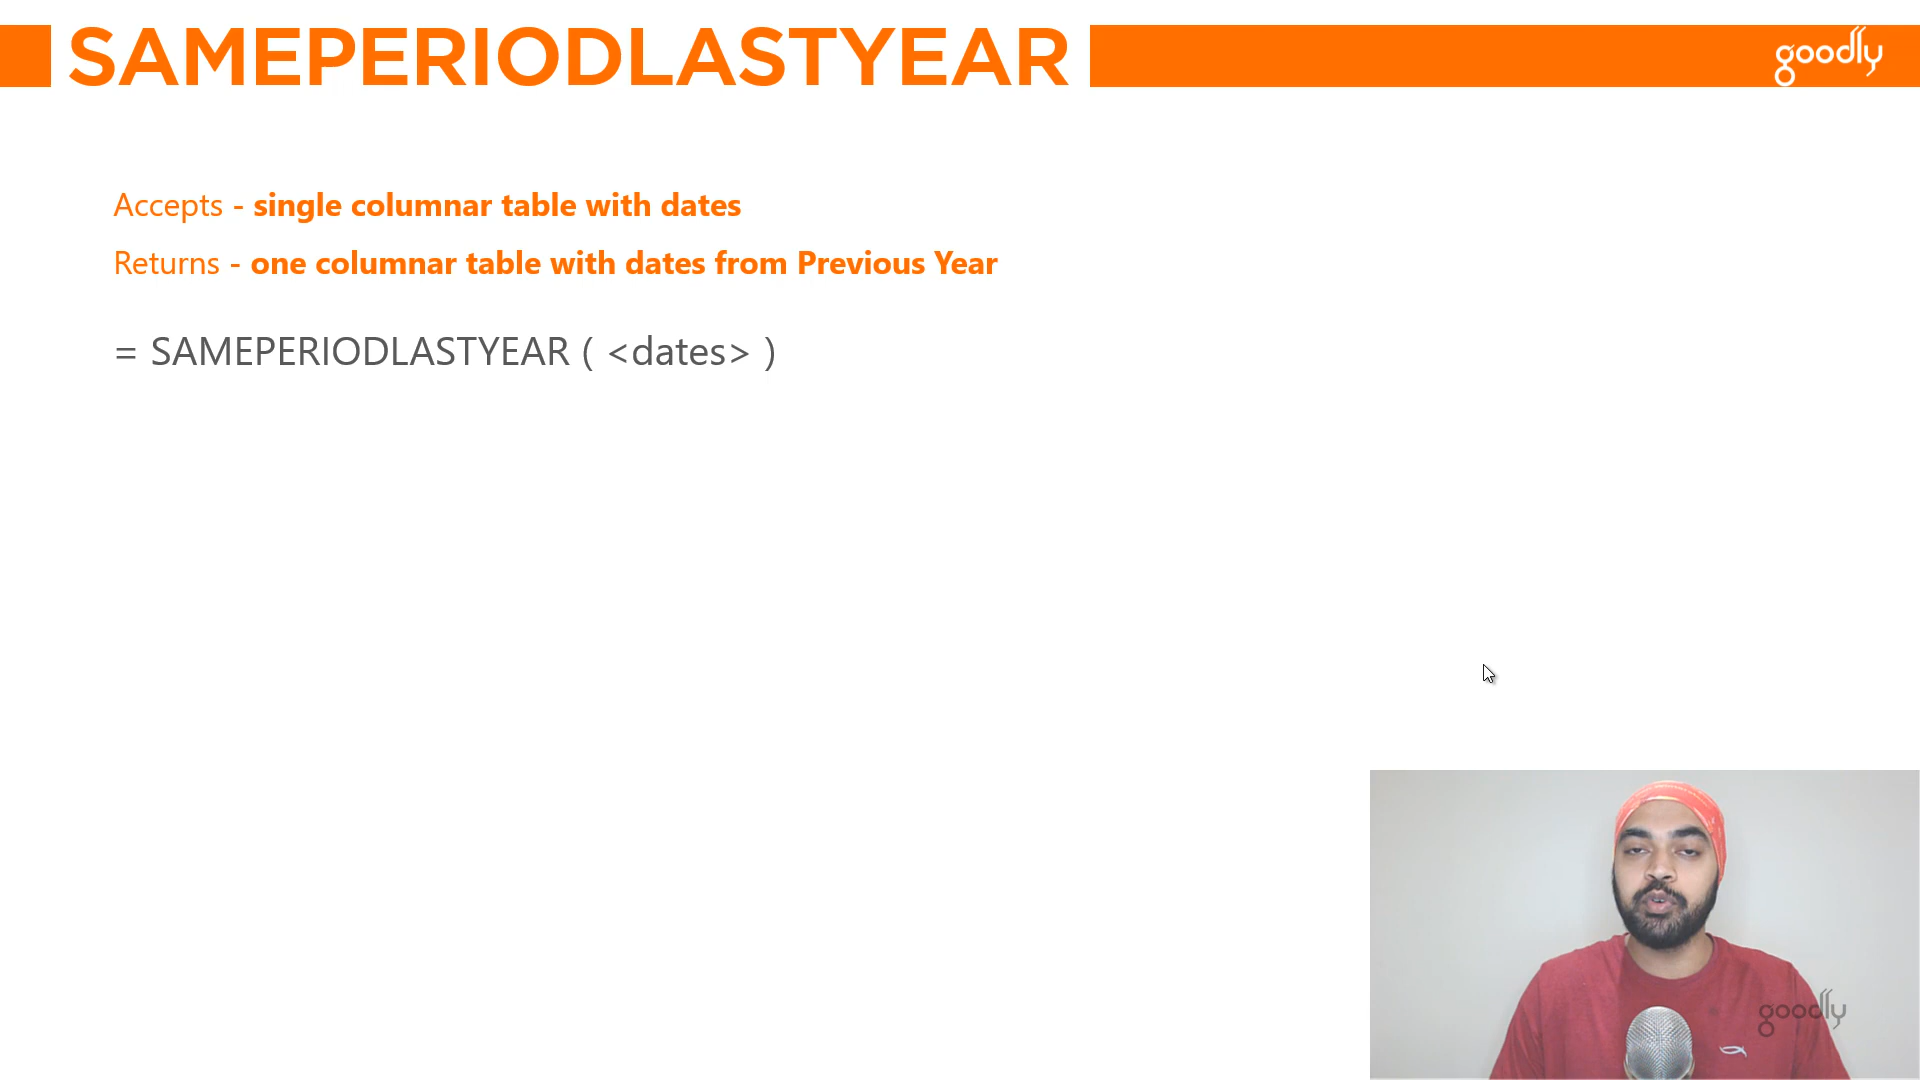 SAMEPERIODLASTYEAR
goodly
Accepts - single columnar table with dates
Returns - one columnar table with dates from Previous Year
= SAMEPERIODLASTYEAR ( <dates> )
goodly